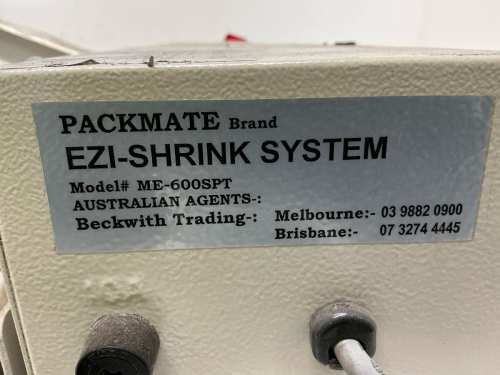 PACKMATE Brand
EZI-SHRINK SYSTEM
Model# ME-600SPT
AUSTRALIAN AGENTS-:
Beckwith Trading-: Melbourne:- 03 9882 0900
Brisbane:- 07 3274 4445